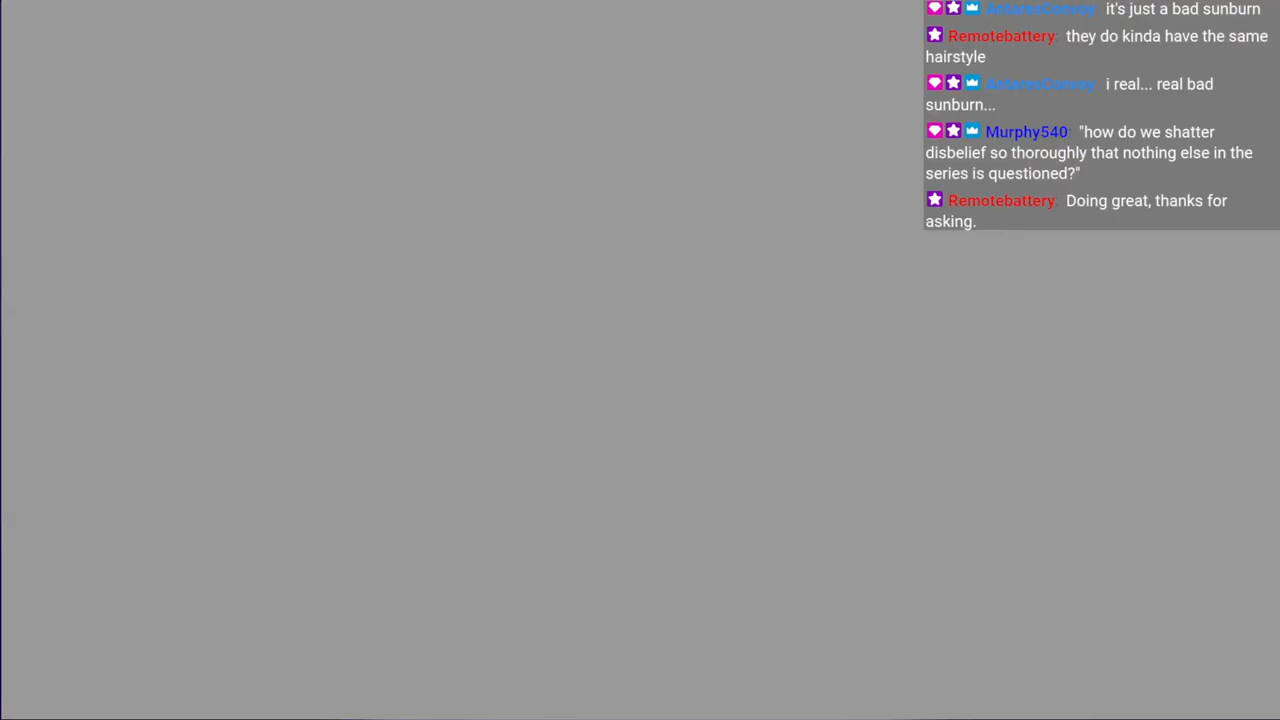 AntaresConvoy: it's just a bad sunburn
Remotebattery: they do kinda have the same
hairstyle
AntaresConvoy: i real... real bad
sunburn...
Murphy540: "how do we shatter
disbelief so thoroughly that nothing else in the
series is questioned?"
Remotebattery: Doing great, thanks for
asking.